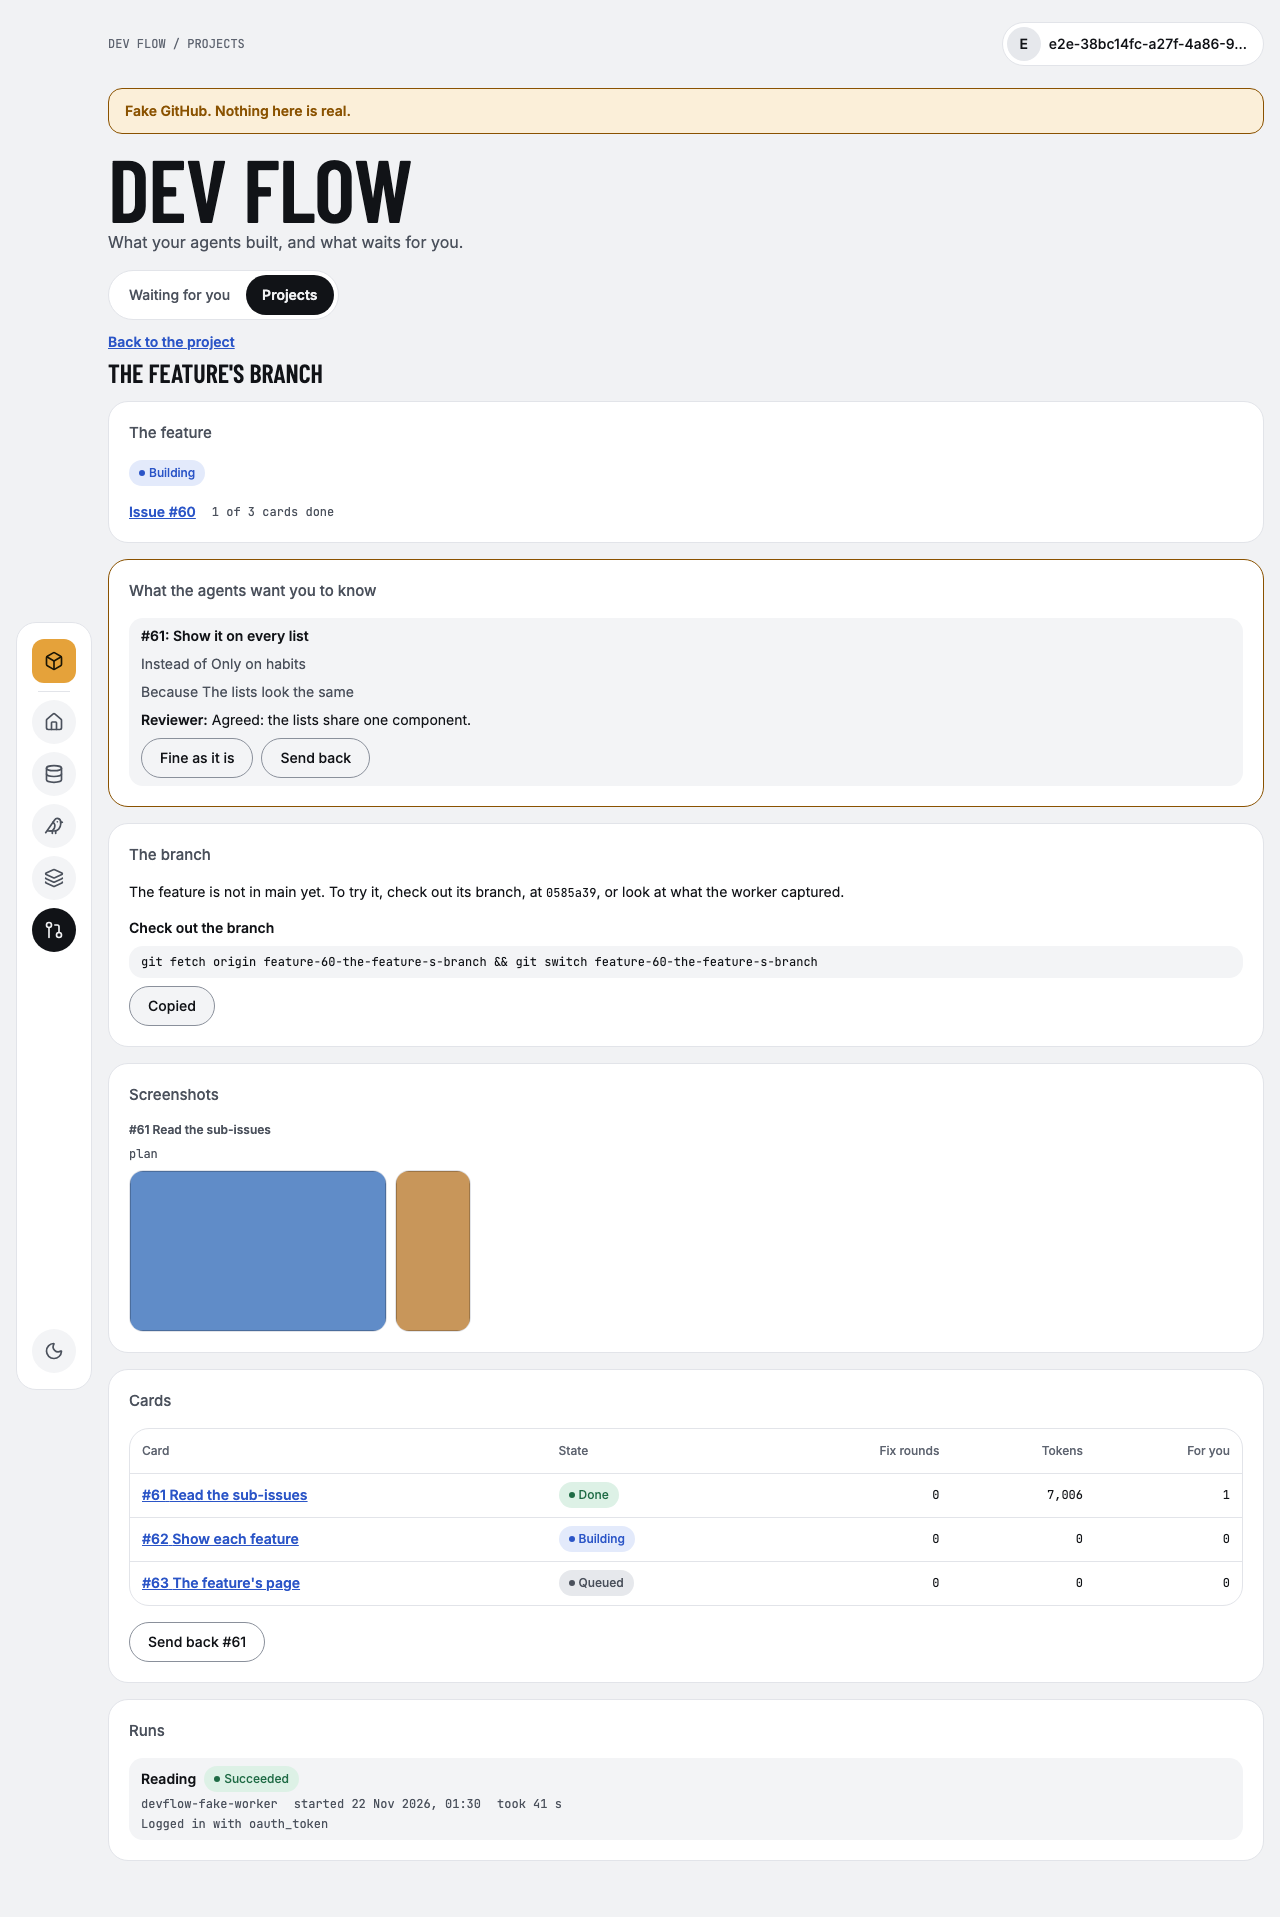 DEV FLOW / PROJECTS
E
e2e-38bc14fc-a27f-4a86-9...
Fake GitHub. Nothing here is real.
DEV FLOW
What your agents built, and what waits for you.
Waiting for you
Projects
Back to the project
THE FEATURE'S BRANCH
The feature
Building
Issue #60 1 of 3 cards done
What the agents want you to know
#61: Show it on every list
Instead of Only on habits
Because The lists look the same
Reviewer: Agreed: the lists share one component.
Fine as it is
Send back
The branch
The feature is not in main yet. To try it, check out its branch, at 0585a39, or look at what the worker captured.
Check out the branch
git fetch origin feature-60-the-feature-s-branch && git switch feature-60-the-feature-s-branch
Copied
Screenshots
#61 Read the sub-issues
plan
Cards
Card State Fix rounds Tokens For you
#61 Read the sub-issues Done 0 7,006 1
#62 Show each feature Building 0 0 0
#63 The feature's page Queued 0 0 0
Send back #61
Runs
Reading Succeeded
devflow-fake-worker started 22 Nov 2026, 01:30 took 41 s
Logged in with oauth_token